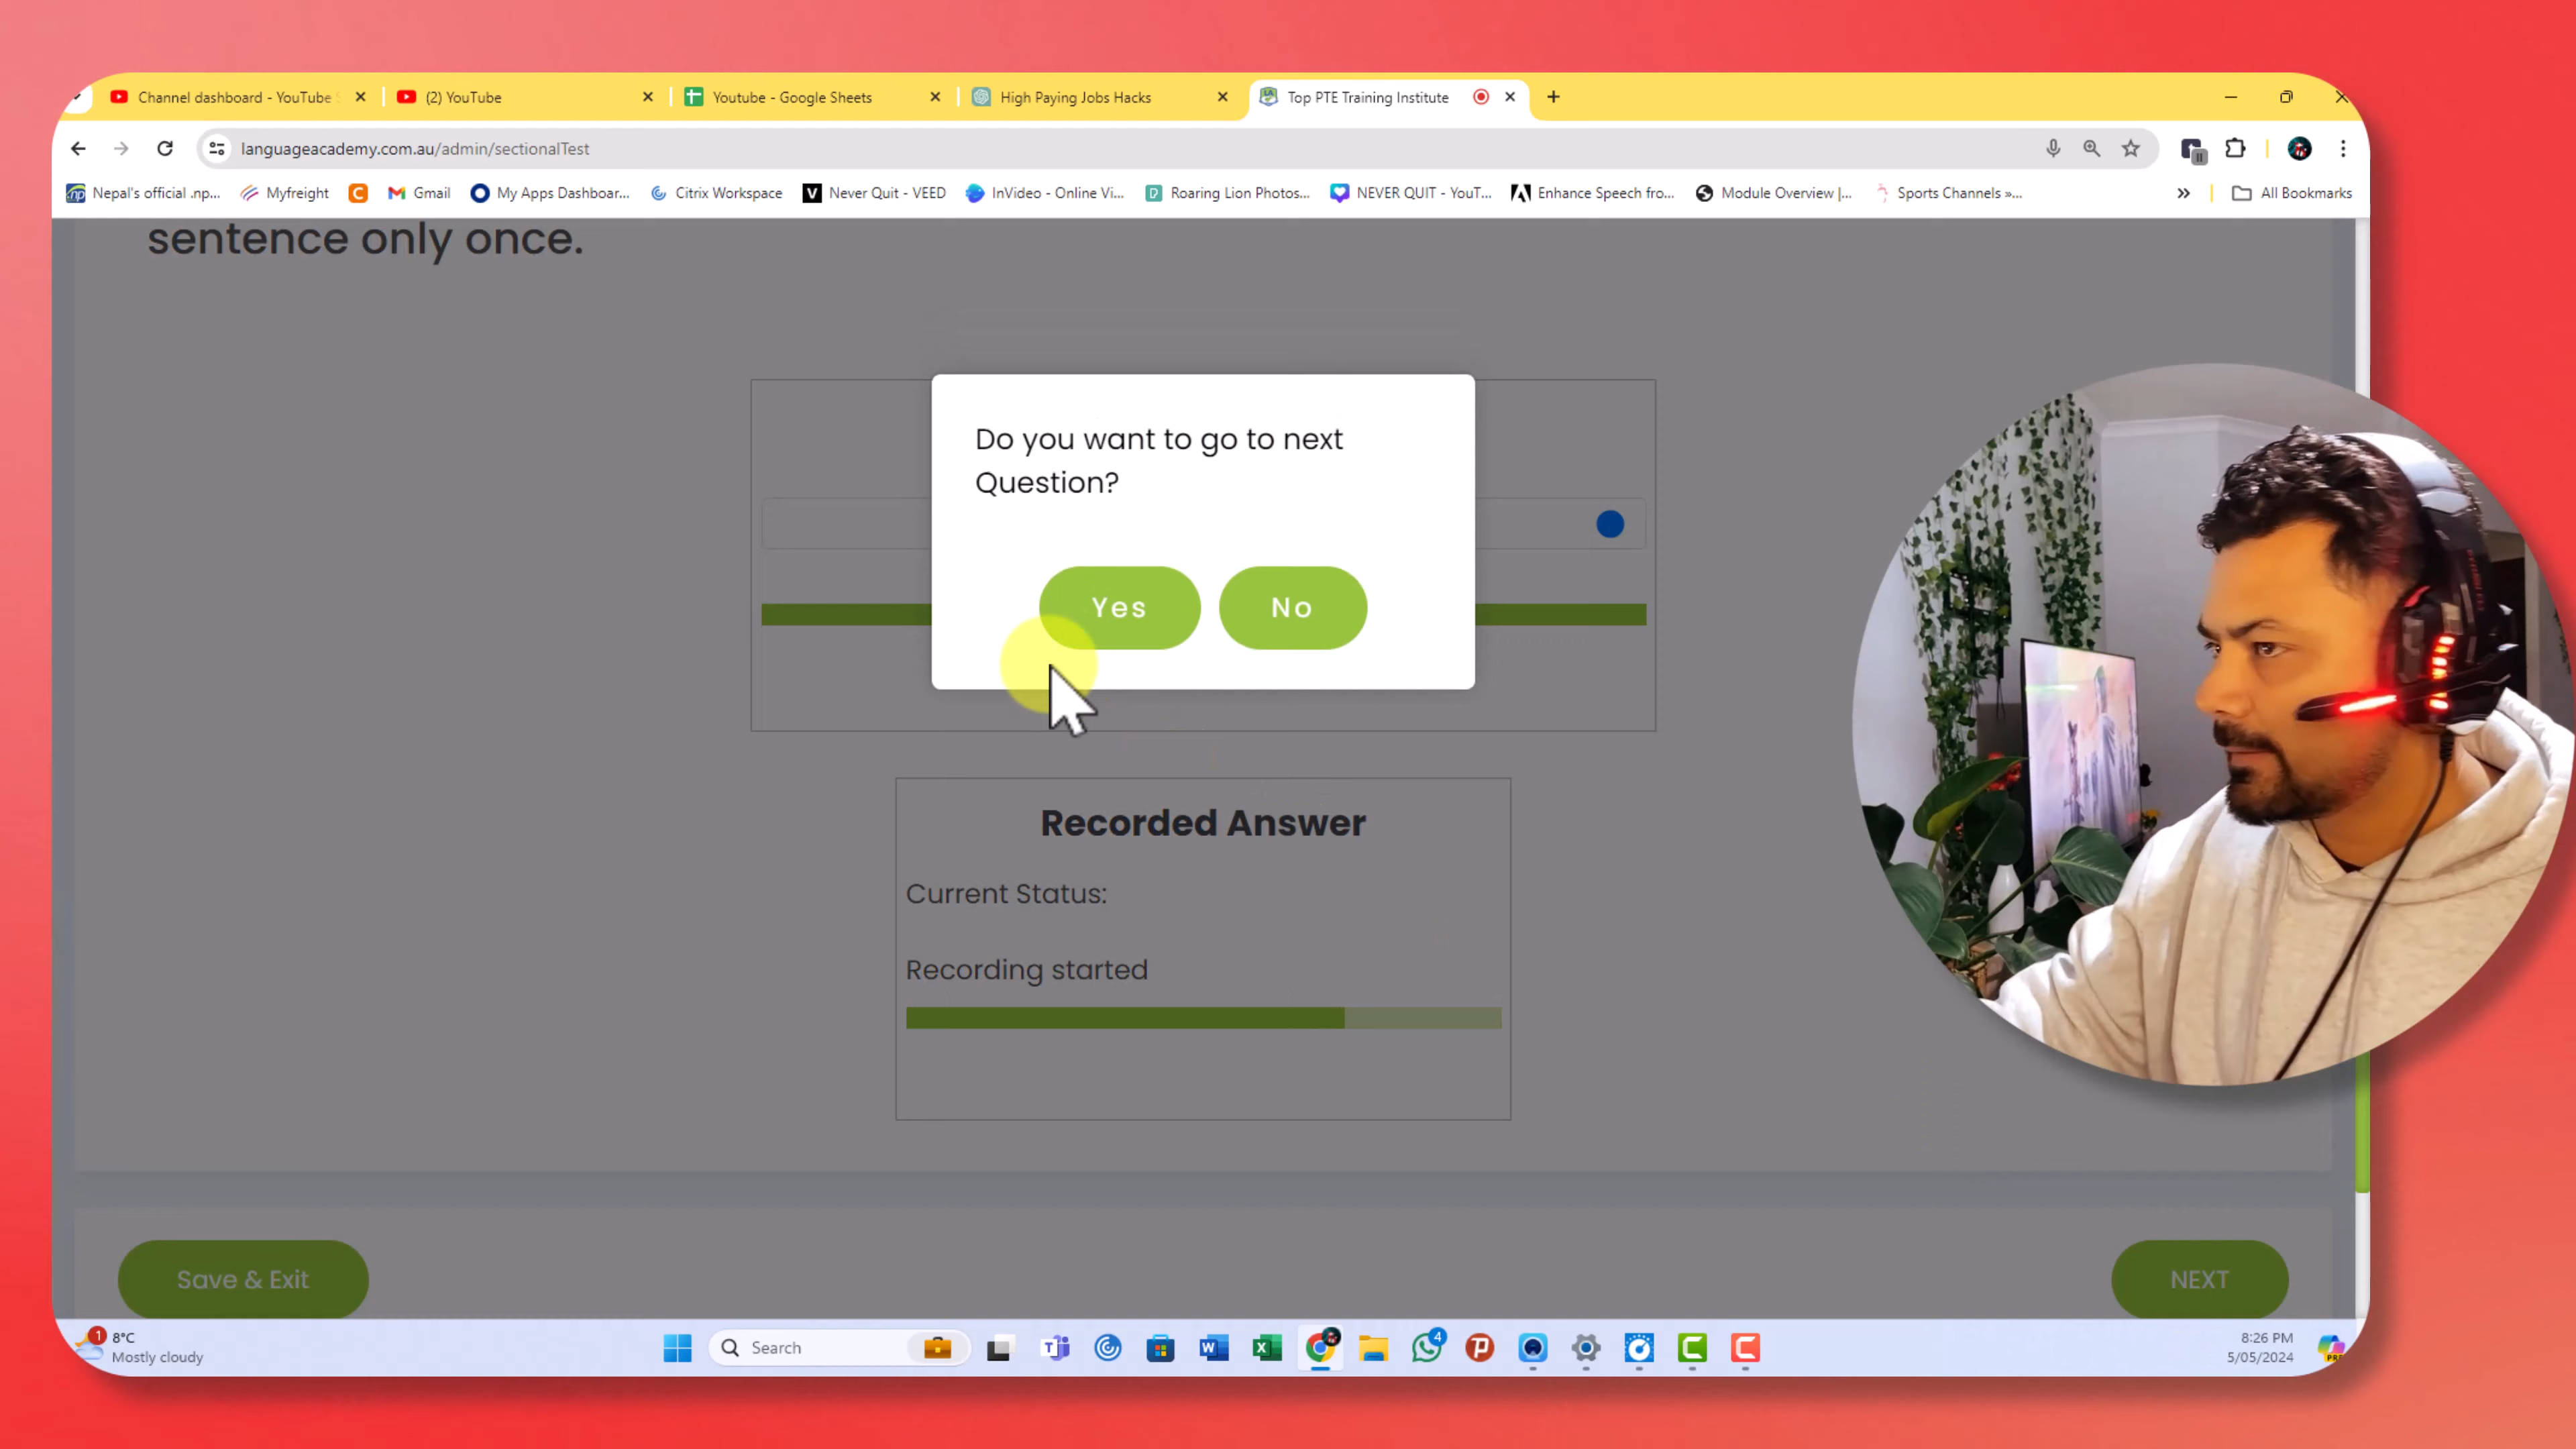 Channel dashboard - YouTube S
(2) YouTube
Youtube - Google Sheets
High Paying Jobs Hacks
Top PTE Training Institute
languageacademy.com.au/admin/sectionalTest
Nepal's official .np...
Myfreight
Gmail
My Apps Dashboar...
Citrix Workspace
Never Quit - VEED
InVideo - Online Vi...
Roaring Lion Photos...
NEVER QUIT - YouT...
Enhance Speech fro...
Module Overview |...
Sports Channels »...
All Bookmarks
sentence only once.
Do you want to go to next
Question?
Yes
No
Recorded Answer
Current Status:
Recording started
Save & Exit
NEXT
1
8°C
Mostly cloudy
Search
4
8:26 PM
5/05/2024